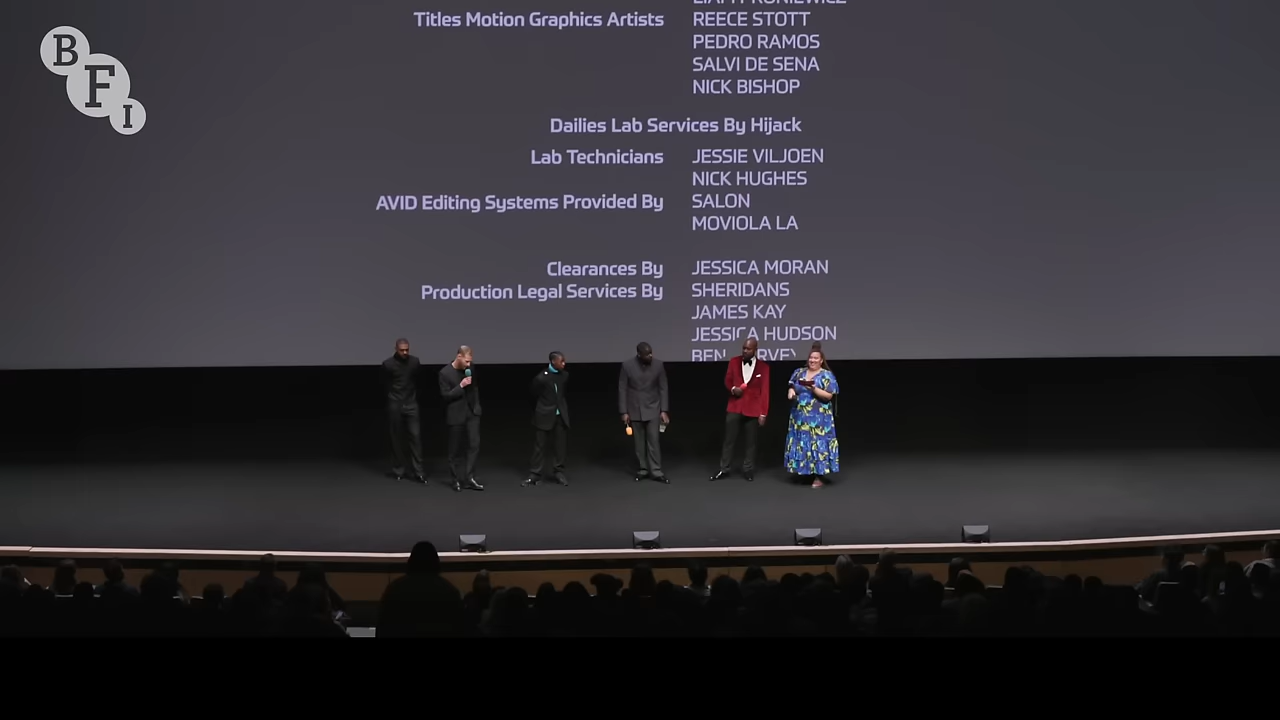 BFI
Titles Motion Graphics Artists REECE STOTT
PEDRO RAMOS
SALVI DE SENA
NICK BISHOP
Dailies Lab Services By Hijack
Lab Technicians JESSIE VILJOEN
NICK HUGHES
AVID Editing Systems Provided By SALON
MOVIOLA LA
Clearances By JESSICA MORAN
Production Legal Services By SHERIDANS
JAMES KAY
JESSICA HUDSON
BEN